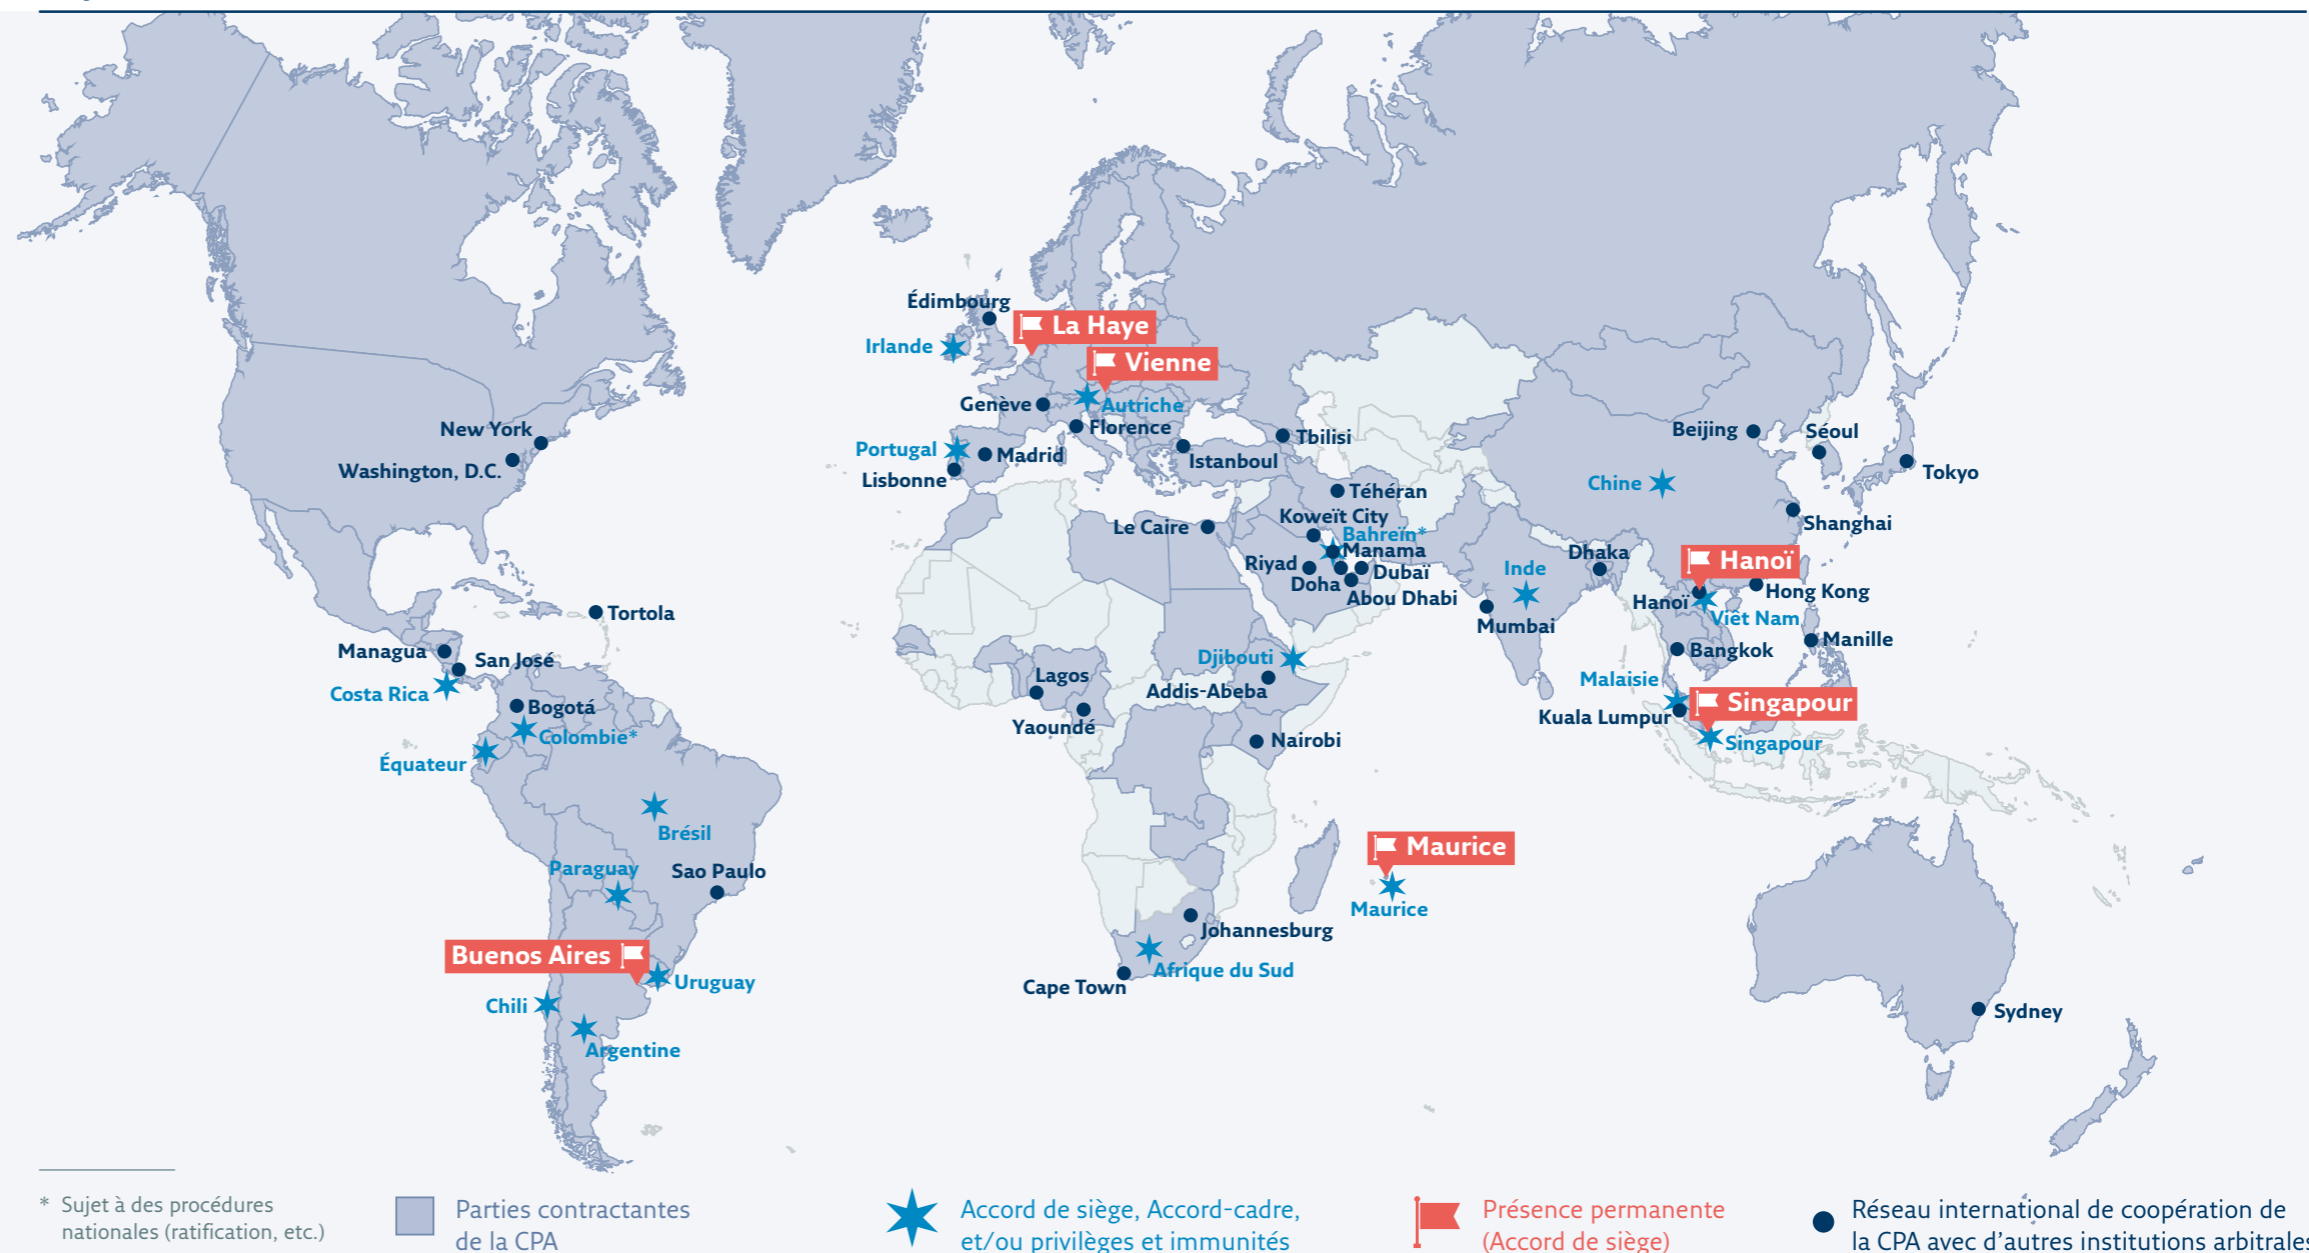 Édimbourg
La Haye
Irlande
Vienne
Genève
Autriche
Florence
New York
Portugal
Madrid
Washington, D.C.
Lisbonne
Istanboul
Tbilisi
Beijing
Séoul
Tokyo
Chine
Téhéran
Koweït City
Le Caire
Bahreïn*
Manama
Shanghai
Riyad
Doha
Dubaï
Abou Dhabi
Dhaka
Inde
Hanoï
Hanoï
Hong Kong
Viêt Nam
Mumbai
Tortola
Managua
San José
Bangkok
Manille
Costa Rica
Lagos
Djibouti
Addis-Abeba
Malaisie
Bogotá
Yaoundé
Kuala Lumpur
Singapour
Colombie*
Nairobi
Singapour
Équateur
Brésil
Maurice
Paraguay
Sao Paulo
Maurice
Johannesburg
Buenos Aires
Uruguay
Afrique du Sud
Cape Town
Chili
Sydney
Argentine
* Sujet à des procédures
nationales (ratification, etc.)
Parties contractantes
de la CPA
Accord de siège, Accord-cadre,
et/ou privilèges et immunités
Présence permanente
(Accord de siège)
Réseau international de coopération de
la CPA avec d'autres institutions arbitrales